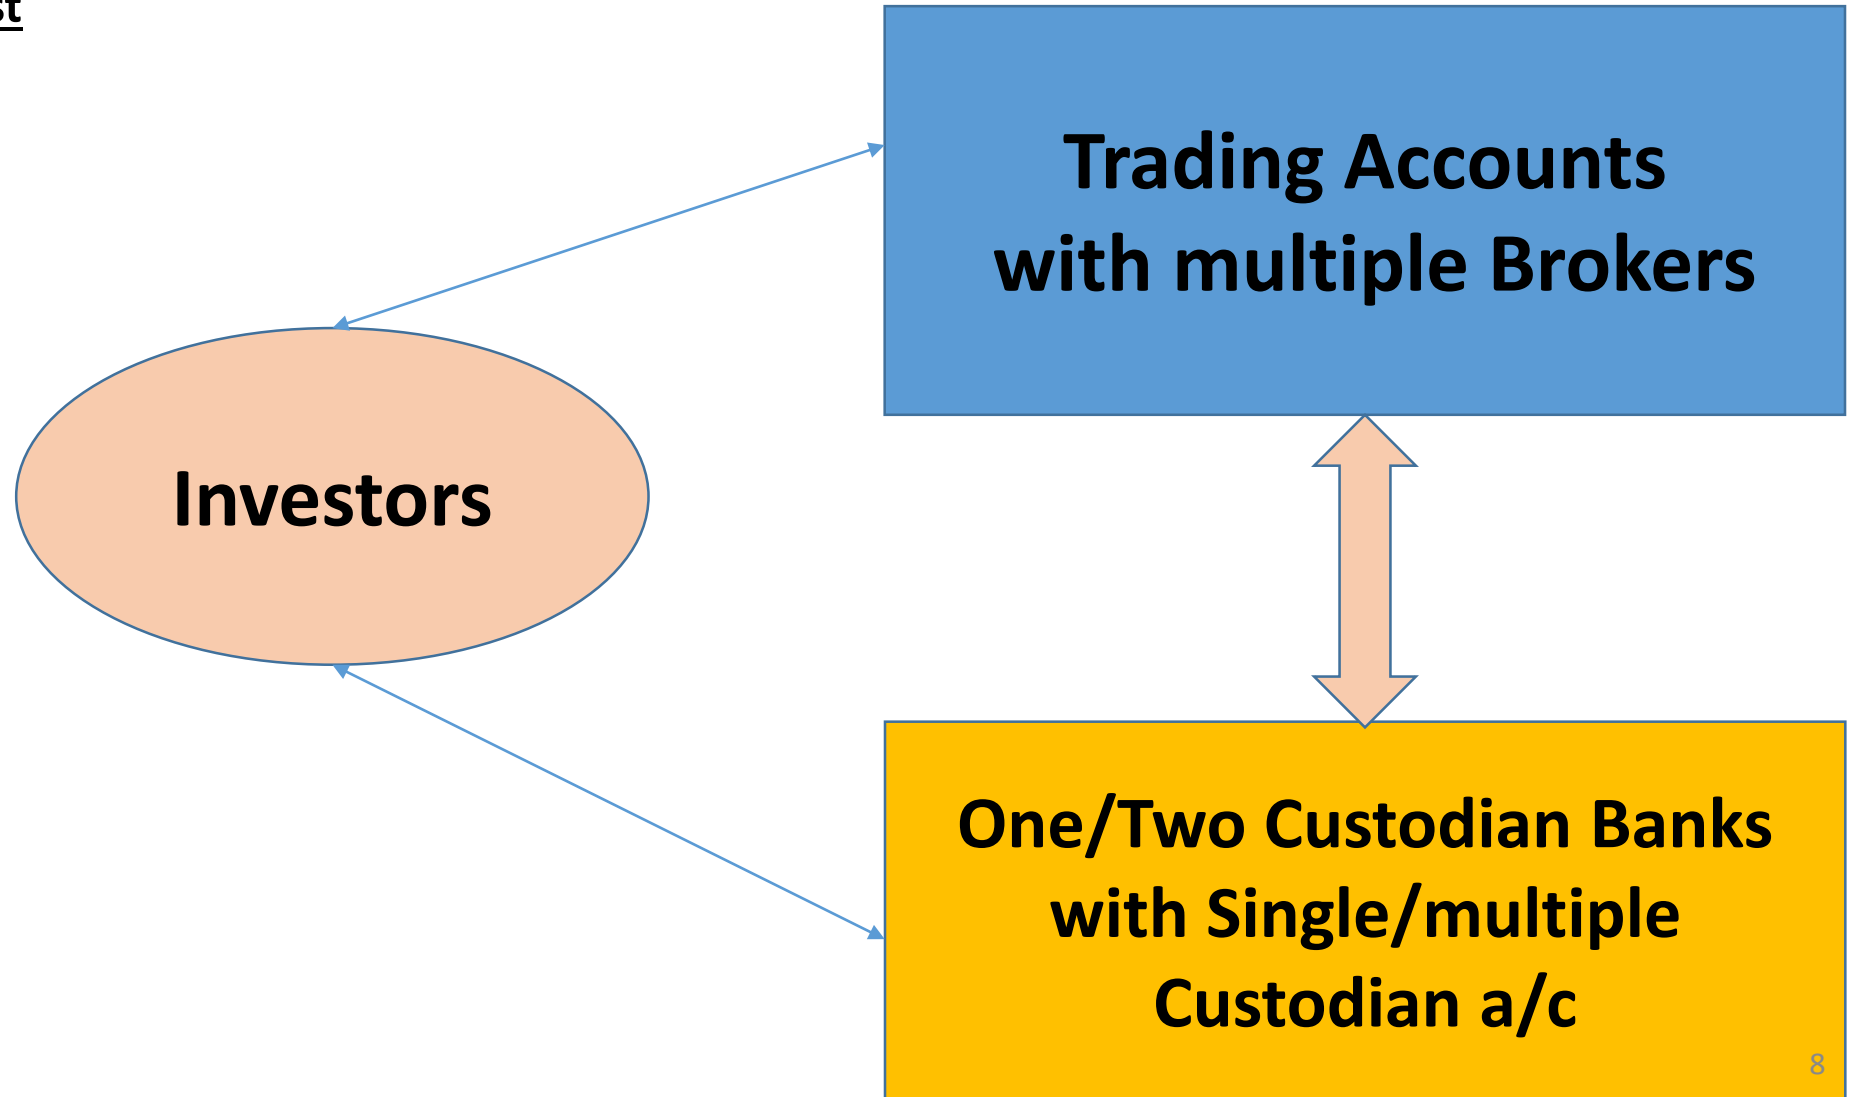 Trading Accounts
with multiple Brokers
Investors
One/Two Custodian Banks
with Single/multiple
Custodian a/c
8